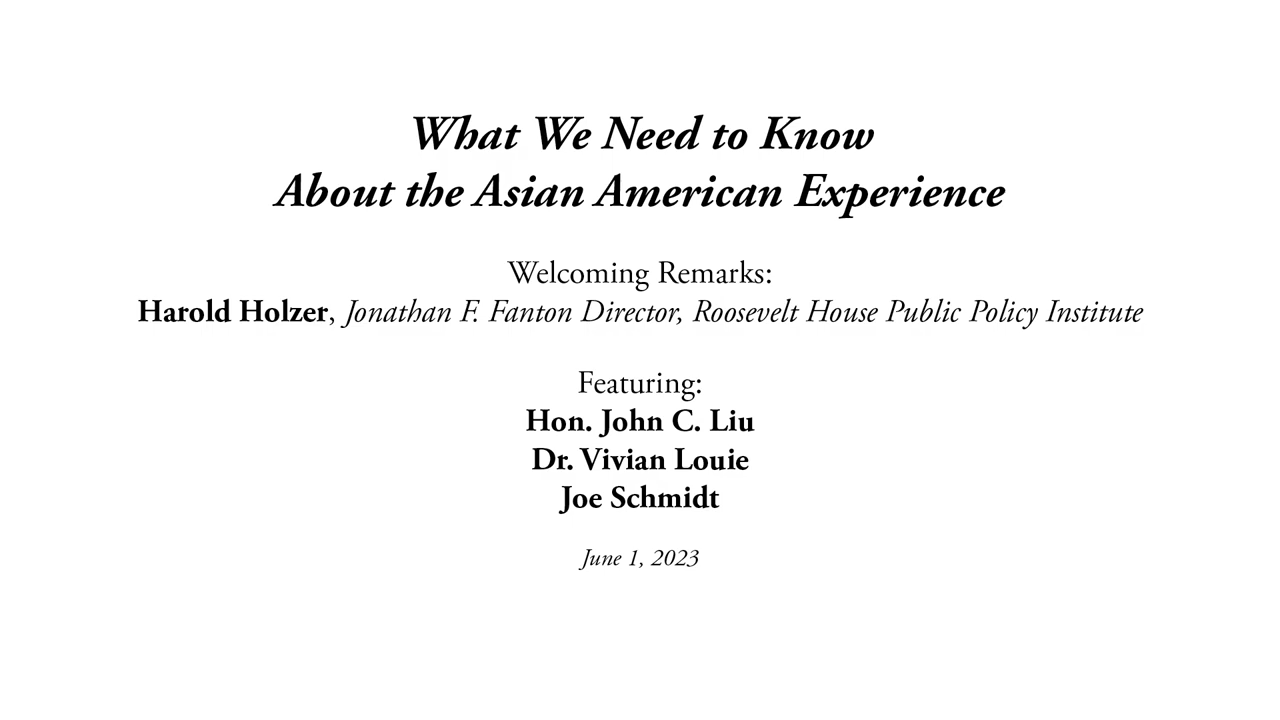 What We Need to Know
About the Asian American Experience
Welcoming Remarks:
Harold Holzer, Jonathan F. Fanton Director, Roosevelt House Public Policy Institute
Featuring:
Hon. John C. Liu
Dr. Vivian Louie
Joe Schmidt
June 1, 2023